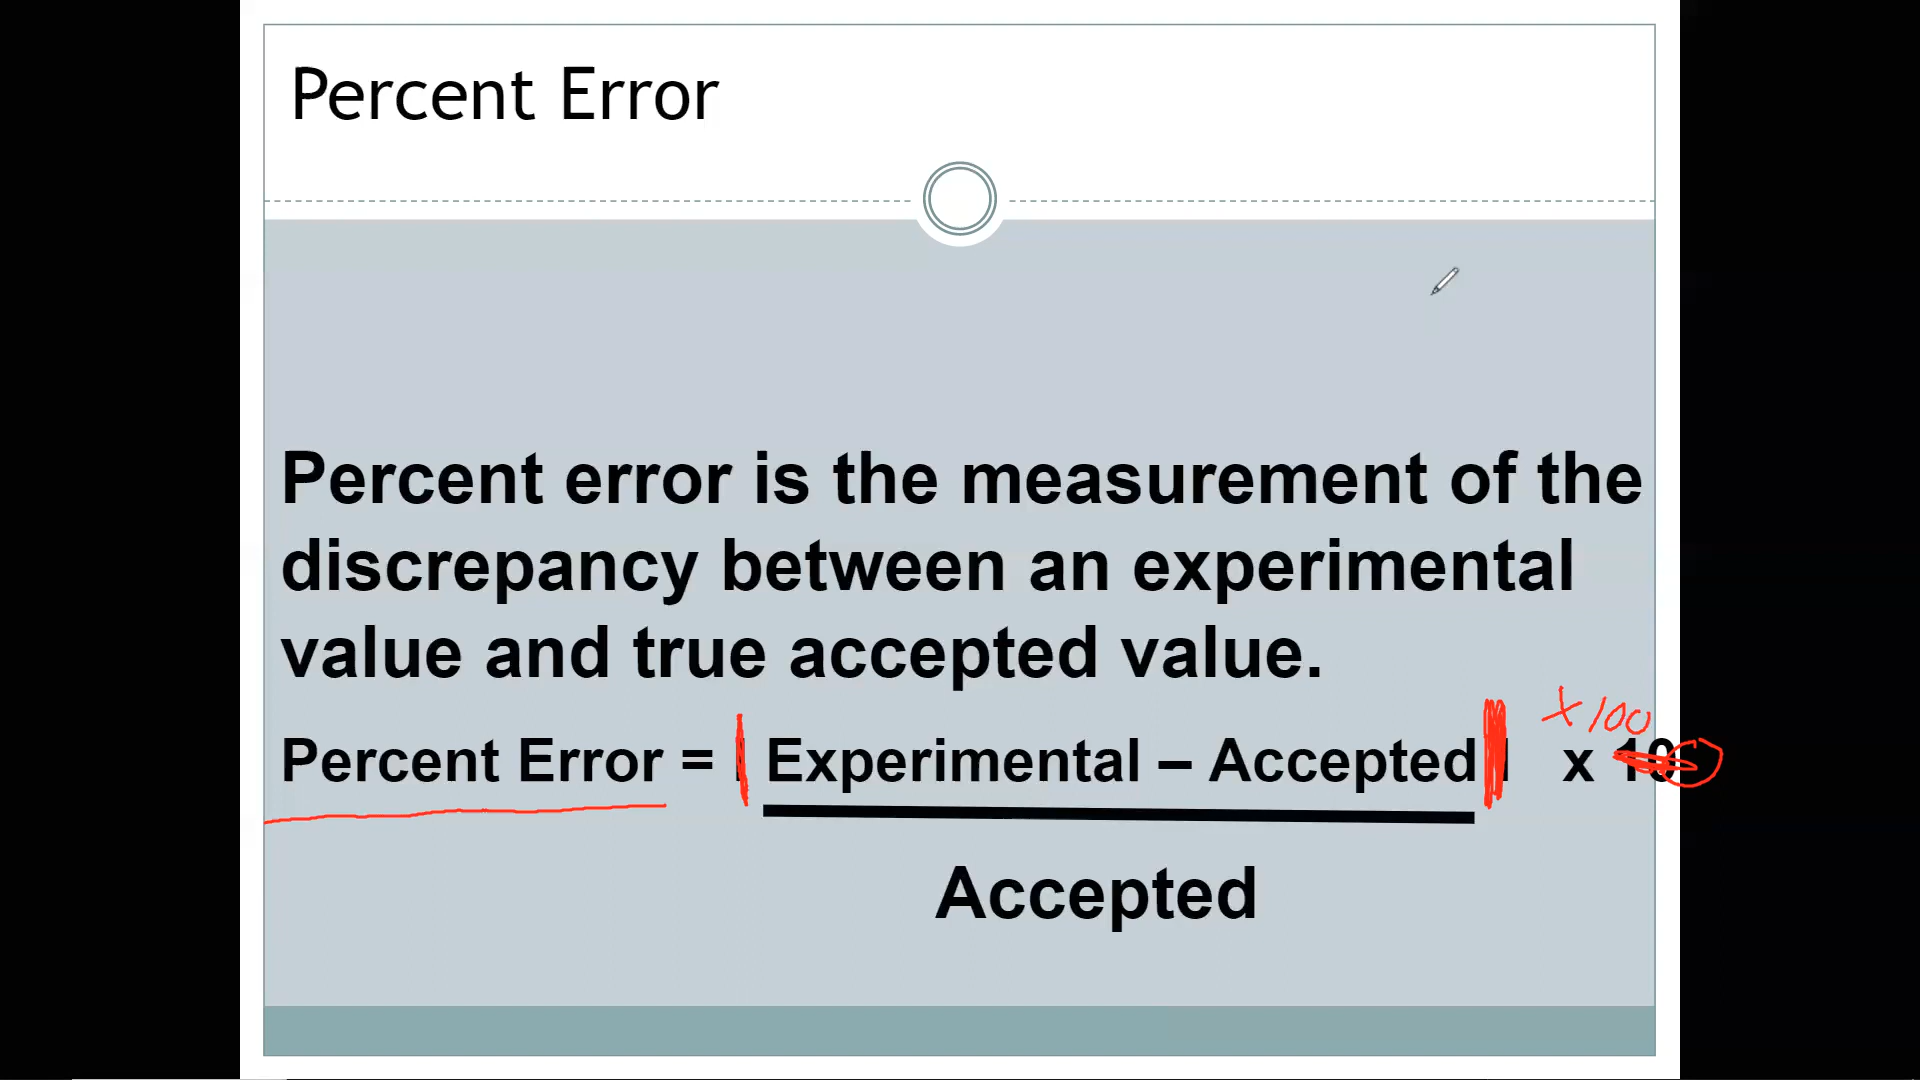 Percent Error
Percent error is the measurement of the
discrepancy between an experimental
value and true accepted value.
x 100
Percent Error = | Experimental – Accepted | x 10
Accepted